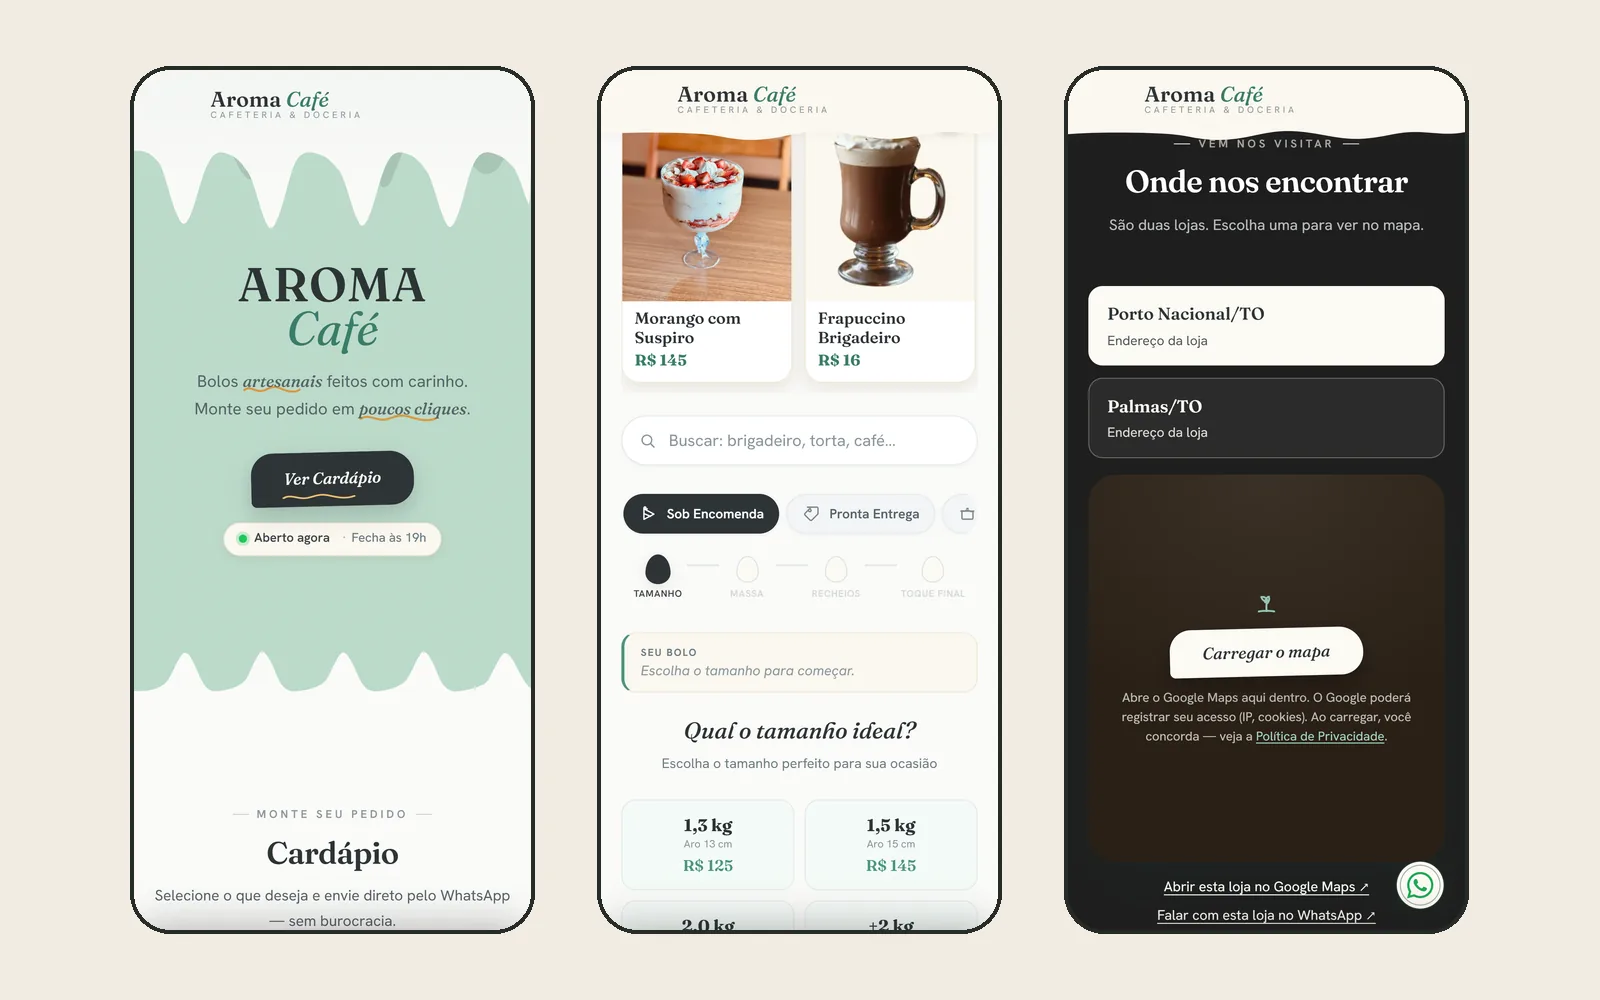 Aroma Café
CAFETERIA & DOCERIA
AROMA
Café
Bolos artesanais feitos com carinho.
Monte seu pedido em poucos cliques.
Ver Cardápio
Aberto agora · Fecha às 19h
MONTE SEU PEDIDO
Cardápio
Selecione o que deseja e envie direto pelo WhatsApp
— sem burocracia.
Aroma Café
CAFETERIA & DOCERIA
Morango com
Suspiro
R$ 145
Frapuccino
Brigadeiro
R$ 16
Buscar: brigadeiro, torta, café...
Sob Encomenda
Pronta Entrega
TAMANHO
MASSA
RECHEIOS
TOQUE FINAL
SEU BOLO
Escolha o tamanho para começar.
Qual o tamanho ideal?
Escolha o tamanho perfeito para sua ocasião
1,3 kg
Aro 13 cm
R$ 125
1,5 kg
Aro 15 cm
R$ 145
2,0 kg
+2 kg
Aroma Café
CAFETERIA & DOCERIA
VEM NOS VISITAR
Onde nos encontrar
São duas lojas. Escolha uma para ver no mapa.
Porto Nacional/TO
Endereço da loja
Palmas/TO
Endereço da loja
Carregar o mapa
Abre o Google Maps aqui dentro. O Google poderá
registrar seu acesso (IP, cookies). Ao carregar, você
concorda — veja a Política de Privacidade.
Abrir esta loja no Google Maps ↗
Falar com esta loja no WhatsApp ↗